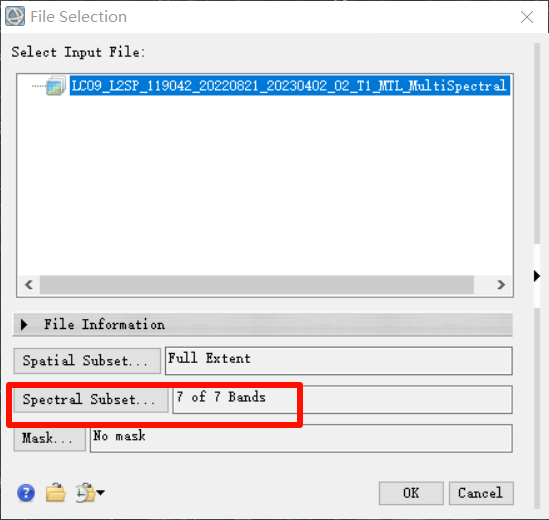 File Selection
Select Input File:
LC09_L2SP_119042_20220821_20230402_02_T1_MTL_MultiSpectral
File Information
Spatial Subset... Full Extent
Spectral Subset... 7 of 7 Bands
Mask... No mask
OK Cancel